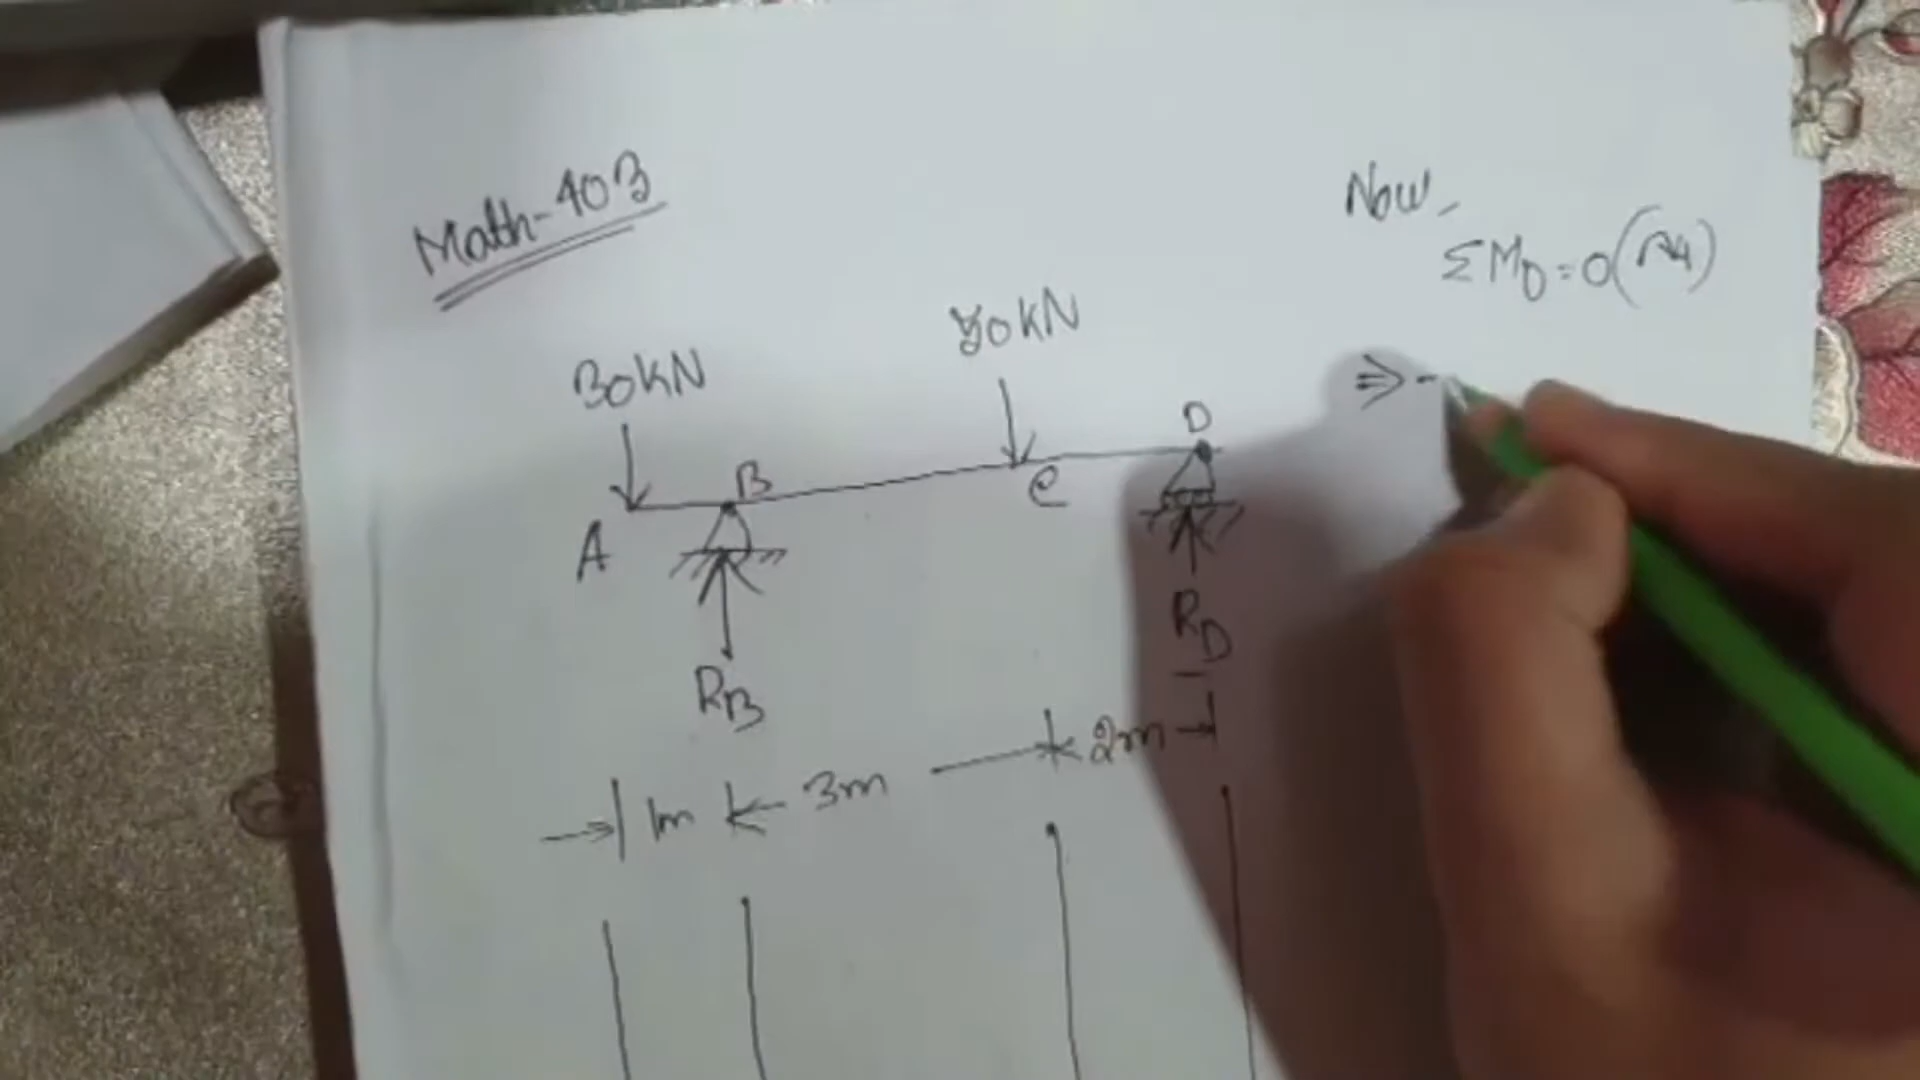 Math-403
Now,
ΣM_D=0(↷+)
30KN
50KN
⇒ -
D
B
C
A
R_D
R_B
1m
3m
2m